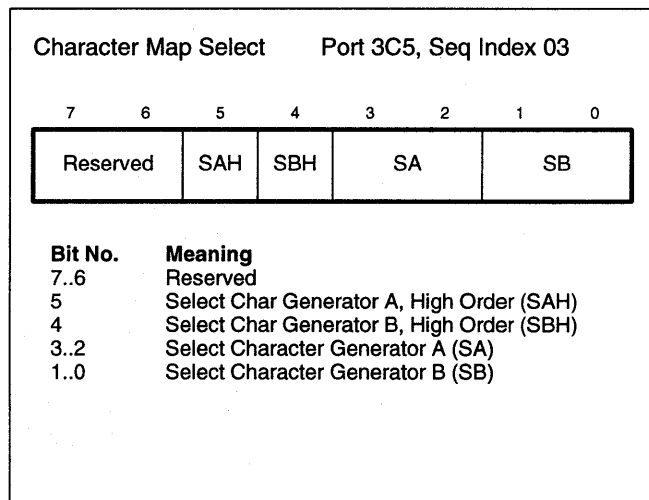 Character Map Select Port 3C5, Seq Index 03
7 6 5 4 3 2 1 0
Reserved SAH SBH SA SB
Bit No. Meaning
7..6 Reserved
5 Select Char Generator A, High Order (SAH)
4 Select Char Generator B, High Order (SBH)
3..2 Select Character Generator A (SA)
1..0 Select Character Generator B (SB)